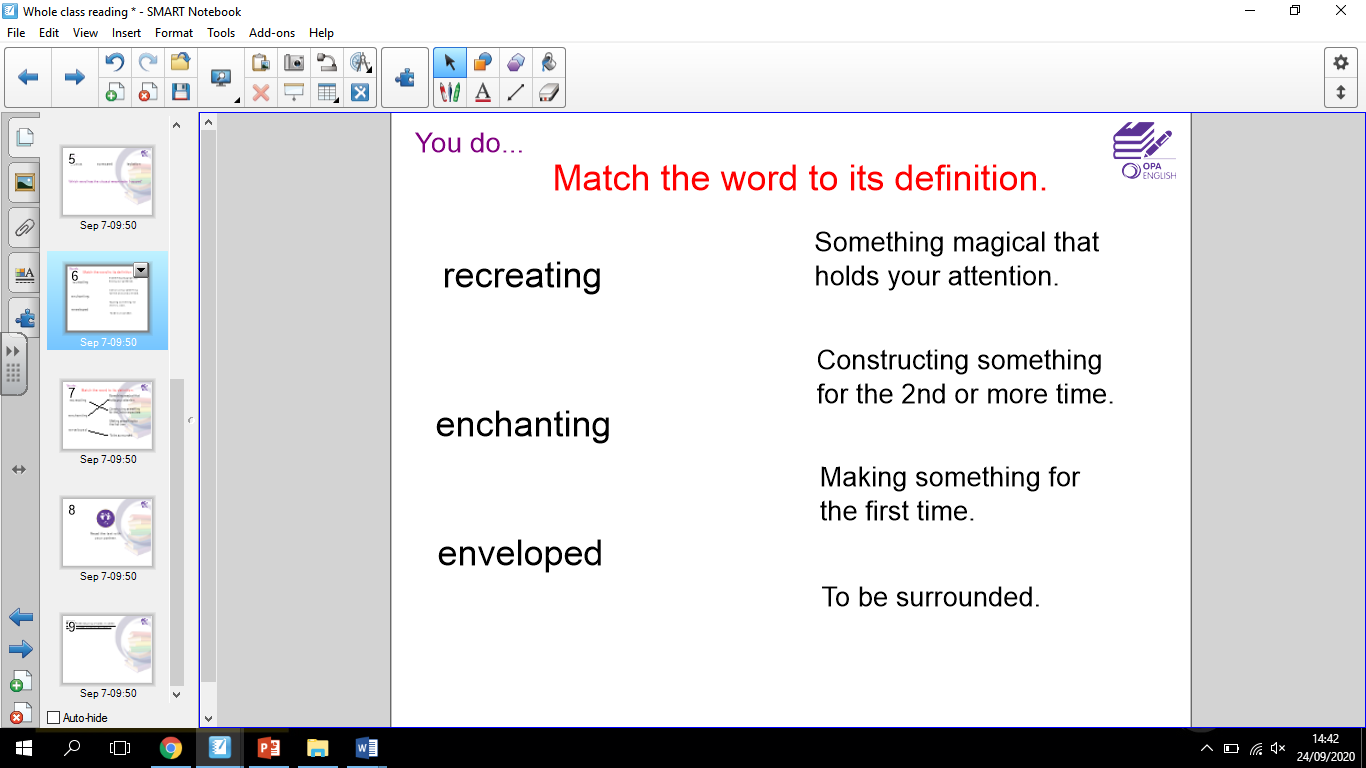 Whole class reading * - SMART Notebook
File Edit View Insert Format Tools Add-ons Help
You do...
Match the word to its definition.
OPA
ENGLISH
recreating
Something magical that
holds your attention.
enchanting
Constructing something
for the 2nd or more time.
Making something for
the first time.
enveloped
To be surrounded.
5
Sep 7-09:50
6
Sep 7-09:50
7
Sep 7-09:50
8
Sep 7-09:50
9
Sep 7-09:50
Auto-hide
14:42
24/09/2020